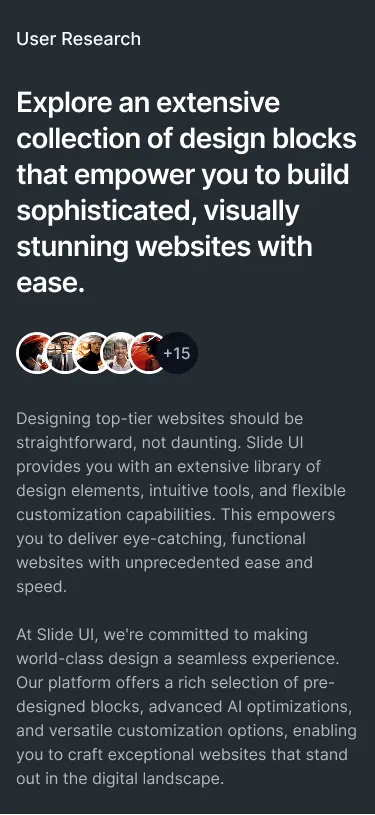 User Research
Explore an extensive
collection of design blocks
that empower you to build
sophisticated, visually
stunning websites with
ease.
+15
Designing top-tier websites should be
straightforward, not daunting. Slide UI
provides you with an extensive library of
design elements, intuitive tools, and flexible
customization capabilities. This empowers
you to deliver eye-catching, functional
websites with unprecedented ease and
speed.
At Slide UI, we're committed to making
world-class design a seamless experience.
Our platform offers a rich selection of pre-
designed blocks, advanced AI optimizations,
and versatile customization options, enabling
you to craft exceptional websites that stand
out in the digital landscape.